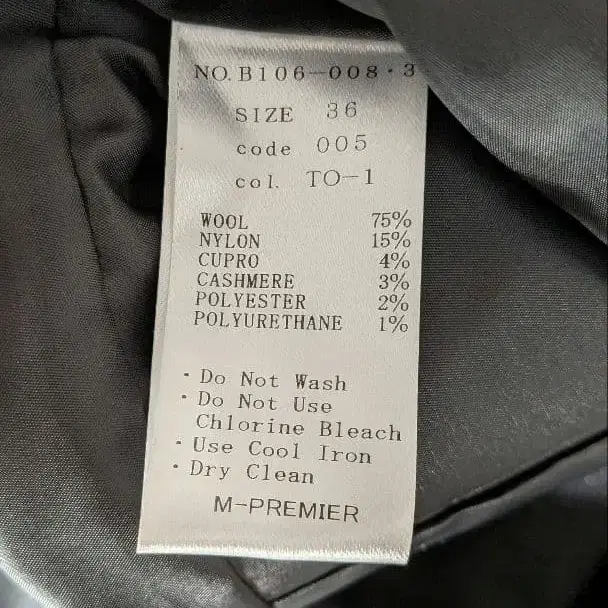 NO.B106-008·3
SIZE 36
code 005
col. TO-1
WOOL 75%
NYLON 15%
CUPRO 4%
CASHMERE 3%
POLYESTER 2%
POLYURETHANE 1%
·Do Not Wash
·Do Not Use
Chlorine Bleach
·Use Cool Iron
·Dry Clean
M-PREMIER